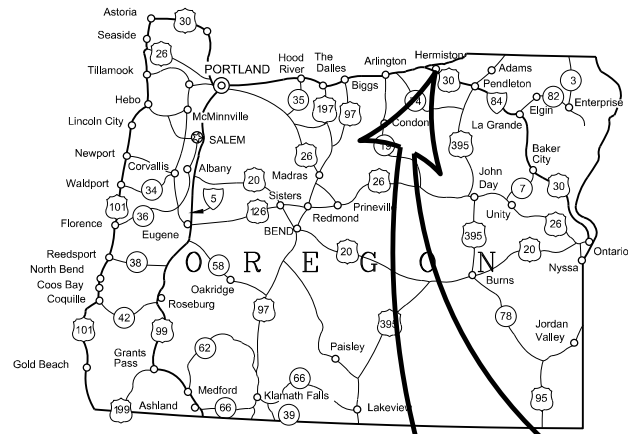 Astoria
30
Seaside
26
Tillamook
PORTLAND
Hood
River
The
Dalles
Biggs
Arlington
Hermiston
30
Adams
Pendleton
84
3
82
Enterprise
Elgin
La Grande
35
197
97
Condon
19
395
Hebo
McMinnville
Lincoln City
SALEM
Newport
Corvallis
Albany
Waldport
34
20
26
Madras
Sisters
26
John
Day
Baker
City
7
30
Unity
101
36
5
126
Redmond
Prineville
Florence
Eugene
BEND
395
26
20
Ontario
Nyssa
Reedsport
North Bend
Coos Bay
Coquille
38
OREGON
58
Oakridge
20
Burns
Roseburg
97
78
42
101
99
395
Jordan
Valley
62
Paisley
Gold Beach
Grants
Pass
66
95
Medford
Klamath Falls
199
Ashland
66
39
Lakeview